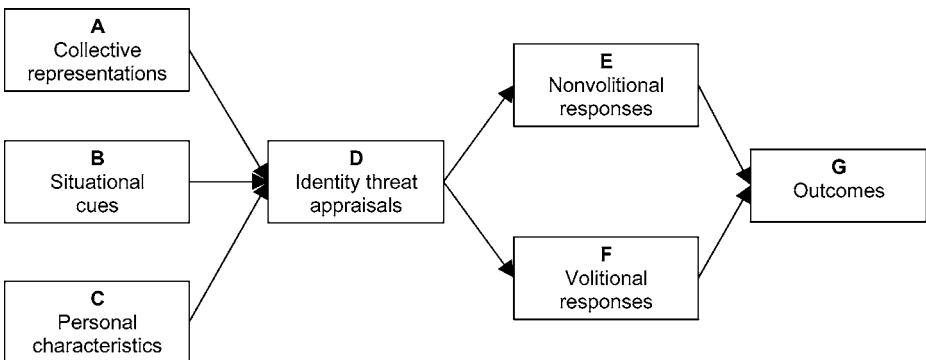 A
Collective
representations
B
Situational
cues
C
Personal
characteristics
D
Identity threat
appraisals
E
Nonvolitional
responses
F
Volitional
responses
G
Outcomes